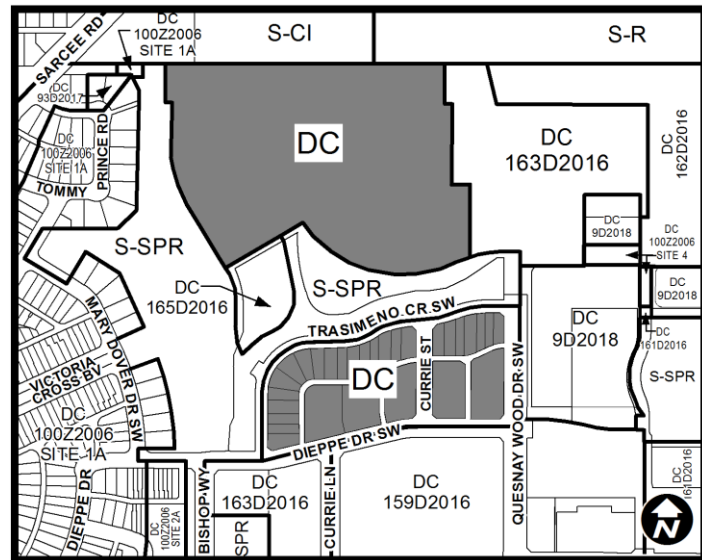 DC
100Z2006
SITE 1A
S-CI
S-R
SARCEE RD
DC
93D2017
DC
100Z2006
SITE 1A
PRINCE RD
TOMMY
DC
DC
163D2016
DC
162D2016
DC
9D2018
DC
100Z2006
SITE 4
DC
9D2018
DC
161D2016
S-SPR
S-SPR
DC
165D2016
S-SPR
TRASIMENO CR SW
DC
9D2018
MARY DOVER DR SW
VICTORIA
CROSS BV
DC
CURRIE ST
QUESNAY WOOD DR SW
DC
100Z2006
SITE 1A
DIEPPE DR SW
DIEPPE DR
DC
100Z2006
SITE 2A
BISHOP WY
DC
163D2016
SPR
CURRIE LN
DC
159D2016
DC
161D2016
N